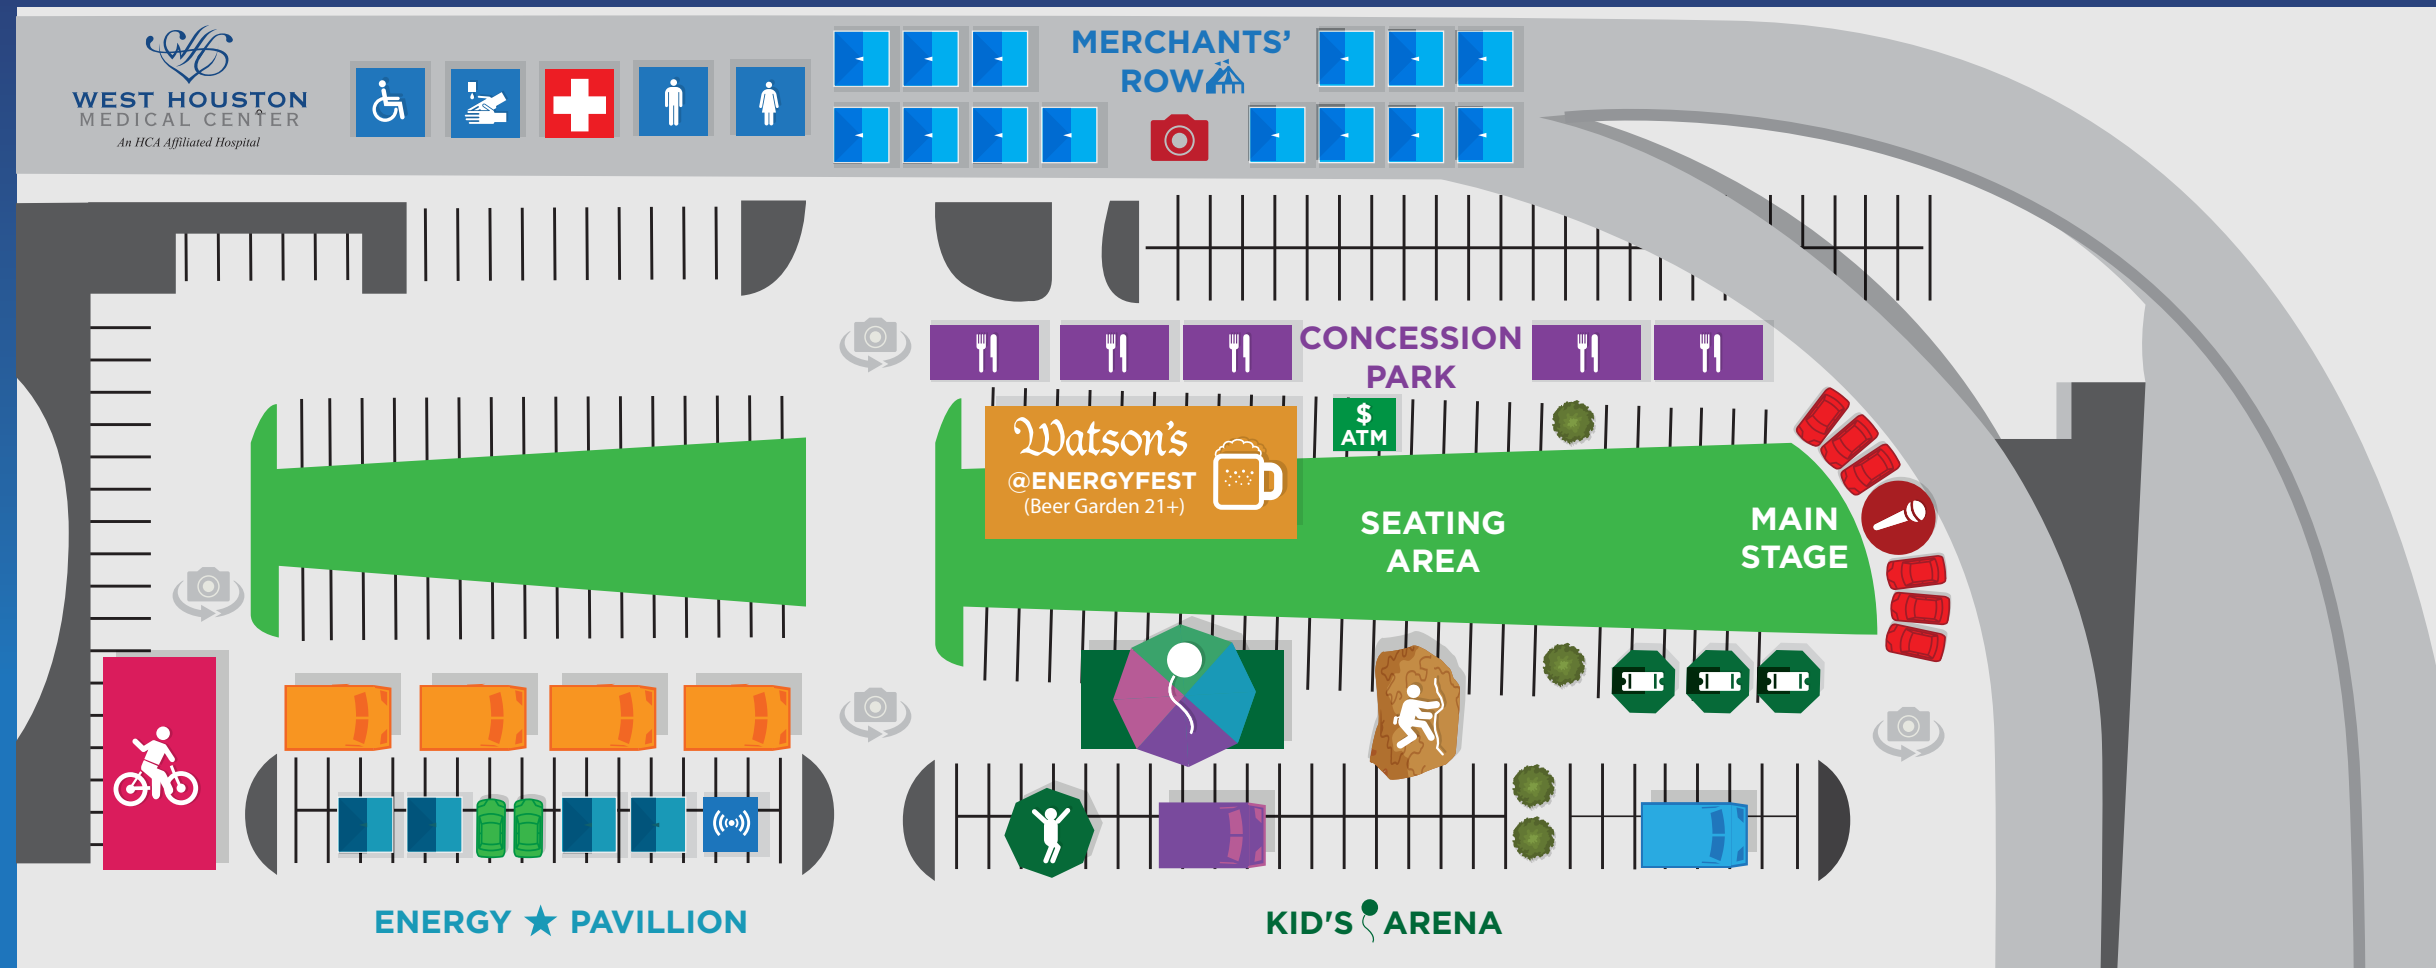 WEST HOUSTON
MEDICAL CENTER
An HCA Affiliated Hospital
MERCHANTS'
ROW
CONCESSION
PARK
Watson's
@ENERGYFEST
(Beer Garden 21+)
$
ATM
SEATING
AREA
MAIN
STAGE
ENERGY ★ PAVILLION
KID'S ARENA